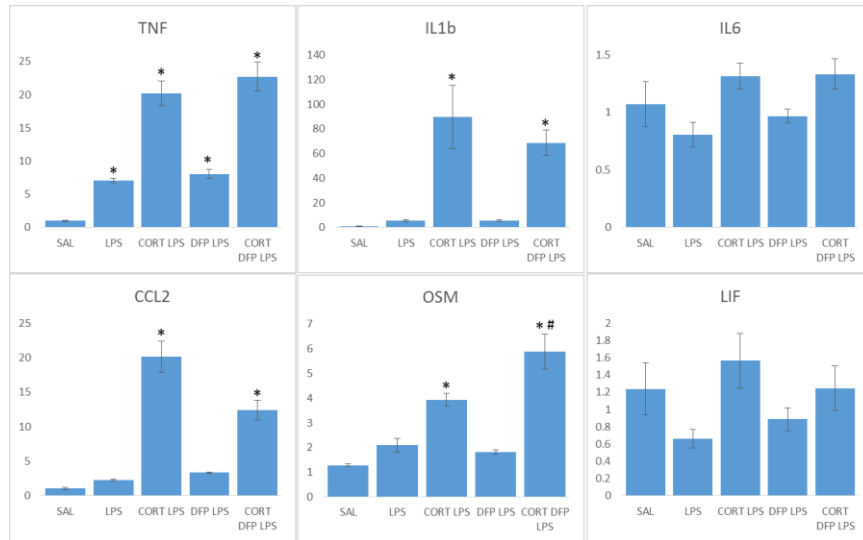 TNF
25
20
15
10
5
0
*
*
*
*
SAL LPS CORT LPS DFP LPS CORT
DFP LPS
IL1b
140
120
100
80
60
40
20
0
*
*
SAL LPS CORT LPS DFP LPS CORT
DFP LPS
IL6
1.5
1
0.5
0
SAL LPS CORT LPS DFP LPS CORT
DFP LPS
CCL2
25
20
15
10
5
0
*
*
SAL LPS CORT LPS DFP LPS CORT
DFP LPS
OSM
7
6
5
4
3
2
1
0
*
* #
SAL LPS CORT LPS DFP LPS CORT DFP
LPS
LIF
2
1.8
1.6
1.4
1.2
1
0.8
0.6
0.4
0.2
0
SAL LPS CORT LPS DFP LPS CORT
DFP LPS